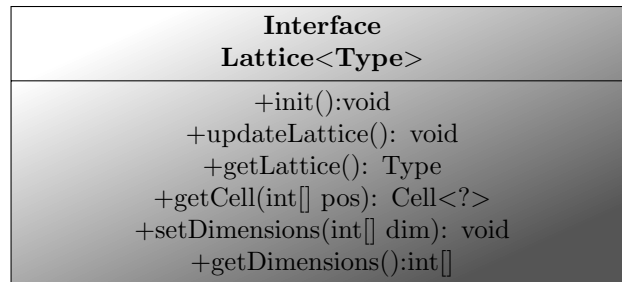 Interface
Lattice<Type>
+init():void
+updateLattice(): void
+getLattice(): Type
+getCell(int[] pos): Cell<?>
+setDimensions(int[] dim): void
+getDimensions():int[]